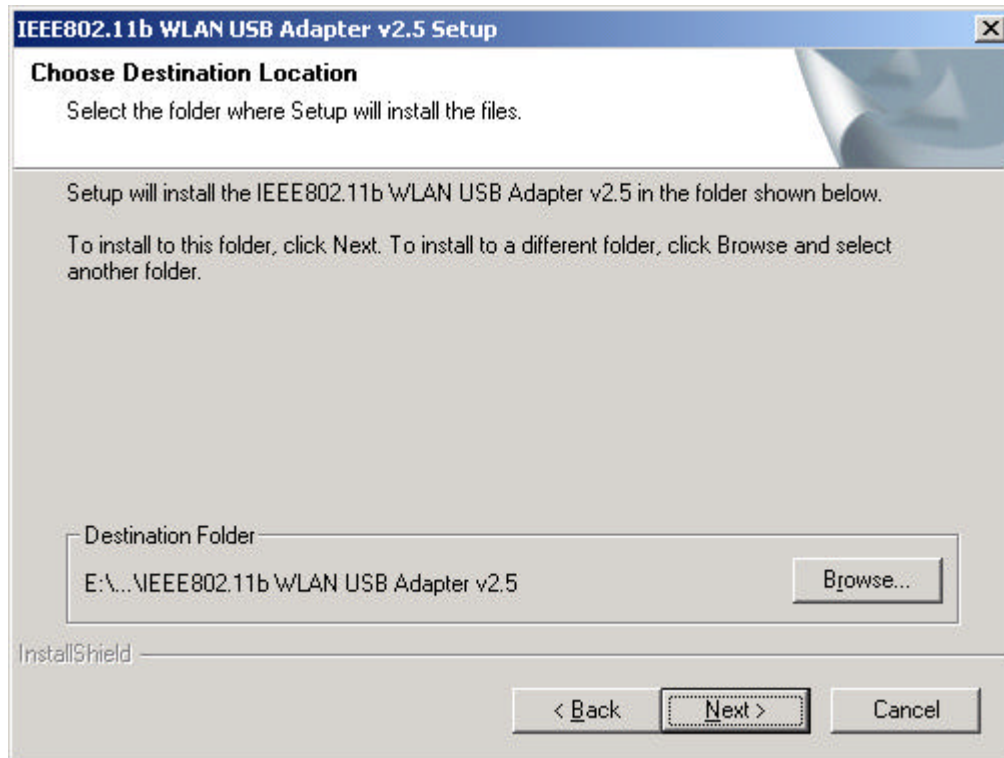 IEEE802.11b WLAN USB Adapter v2.5 Setup
Choose Destination Location
Select the folder where Setup will install the files.
Setup will install the IEEE802.11b WLAN USB Adapter v2.5 in the folder shown below.
To install to this folder, click Next. To install to a different folder, click Browse and select
another folder.
Destination Folder
E:\...\IEEE802.11b WLAN USB Adapter v2.5
Browse...
InstallShield
< Back
Next >
Cancel